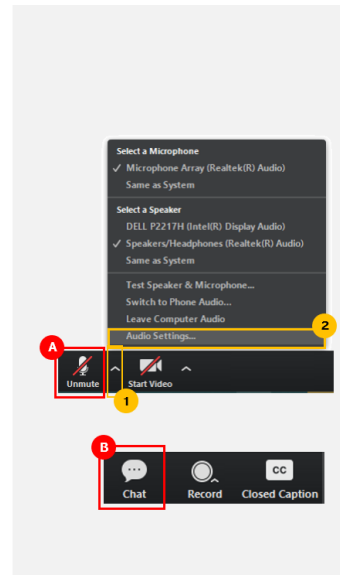 Select a Microphone
✓ Microphone Array (Realtek(R) Audio)
Same as System
Select a Speaker
DELL P2217H (Intel(R) Display Audio)
✓ Speakers/Headphones (Realtek(R) Audio)
Same as System
Test Speaker & Microphone...
Switch to Phone Audio...
Leave Computer Audio
Audio Settings...
2
A
Unmute
Start Video
1
B
CC
Chat
Record
Closed Caption